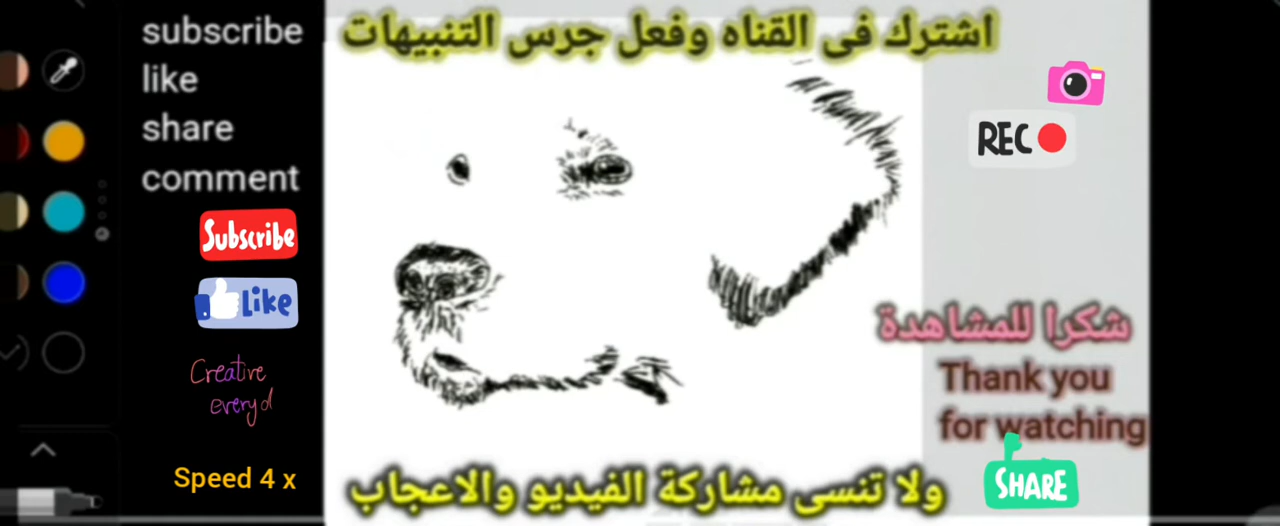 اشترك فى القناه وفعل جرس التنبيهات
subscribe
like
share
comment
Subscribe
Like
Creative
everyd
Speed 4 x
REC
شكرا للمشاهدة
Thank you
for watching
SHARE
ولا تنسى مشاركة الفيديو والاعجاب